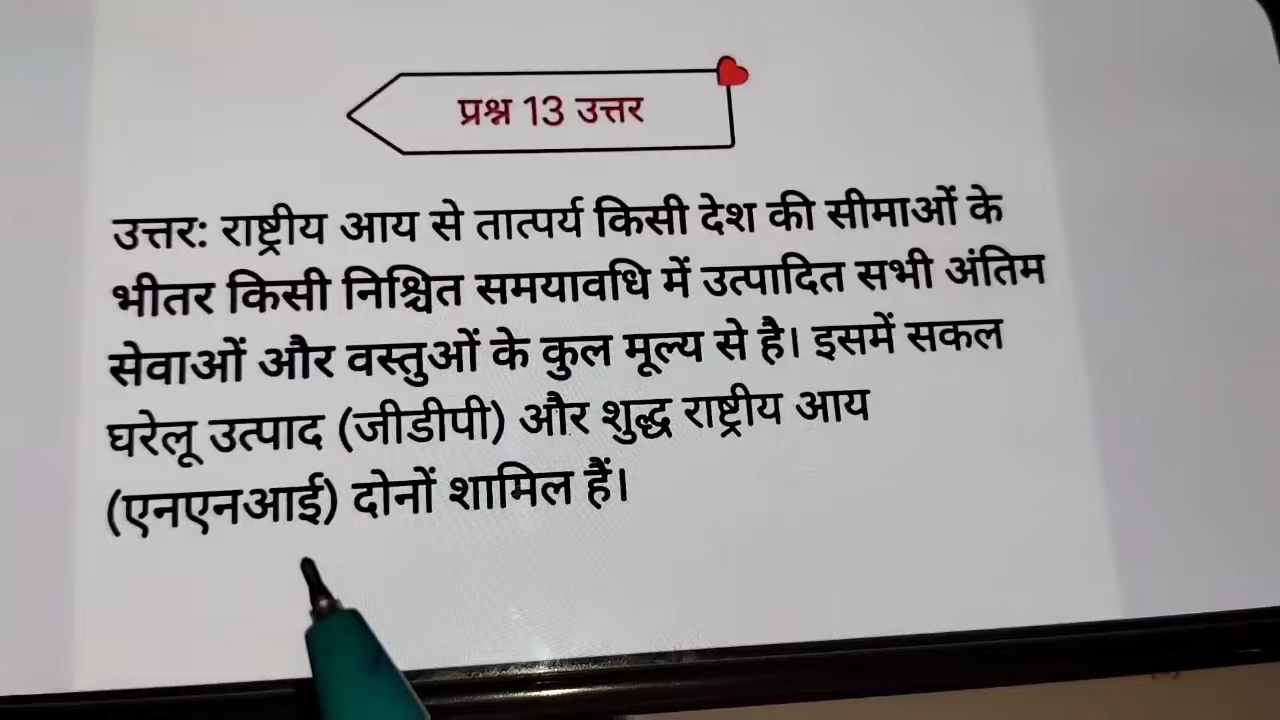 प्रश्न 13 उत्तर
उत्तर: राष्ट्रीय आय से तात्पर्य किसी देश की सीमाओं के
भीतर किसी निश्चित समयावधि में उत्पादित सभी अंतिम
सेवाओं और वस्तुओं के कुल मूल्य से है। इसमें सकल
घरेलू उत्पाद (जीडीपी) और शुद्ध राष्ट्रीय आय
(एनएनआई) दोनों शामिल हैं।